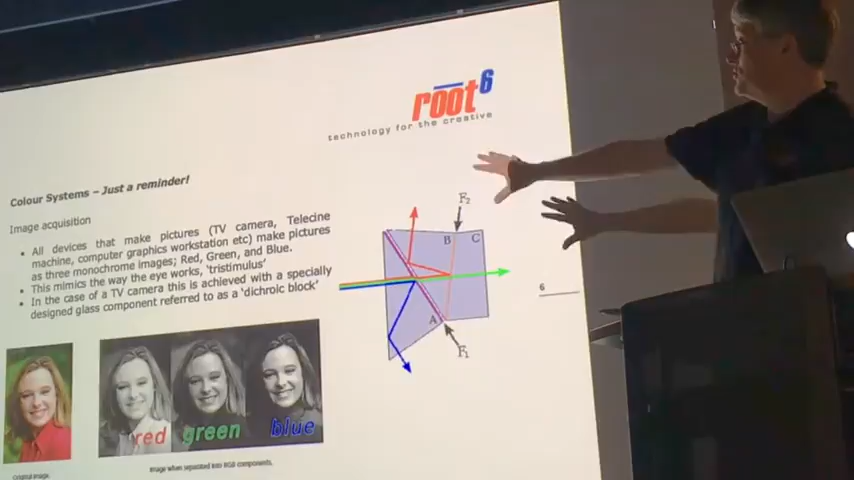 root6
technology for the creative
Colour Systems – Just a reminder!
Image acquisition
• All devices that make pictures (TV camera, Telecine
machine, computer graphics workstation etc) make pictures
as three monochrome images; Red, Green, and Blue.
• This mimics the way the eye works, 'tristimulus'
• In the case of a TV camera this is achieved with a specially
designed glass component referred to as a 'dichroic block'
F2
B C
A
F1
6
red green blue
Original image.
Image when separated into RGB components.